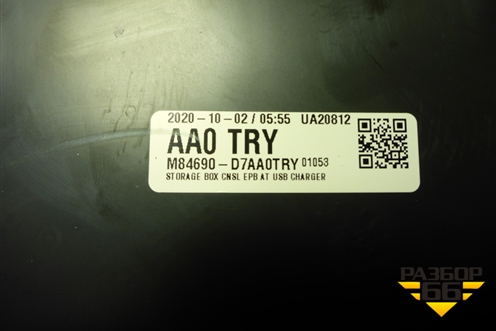 2020-10-02 / 05:55 UA20812
AA0 TRY
M84690-D7AA0TRY 01053
STORAGE BOX CNSL EPB AT USB CHARGER
РАЗБОР
66